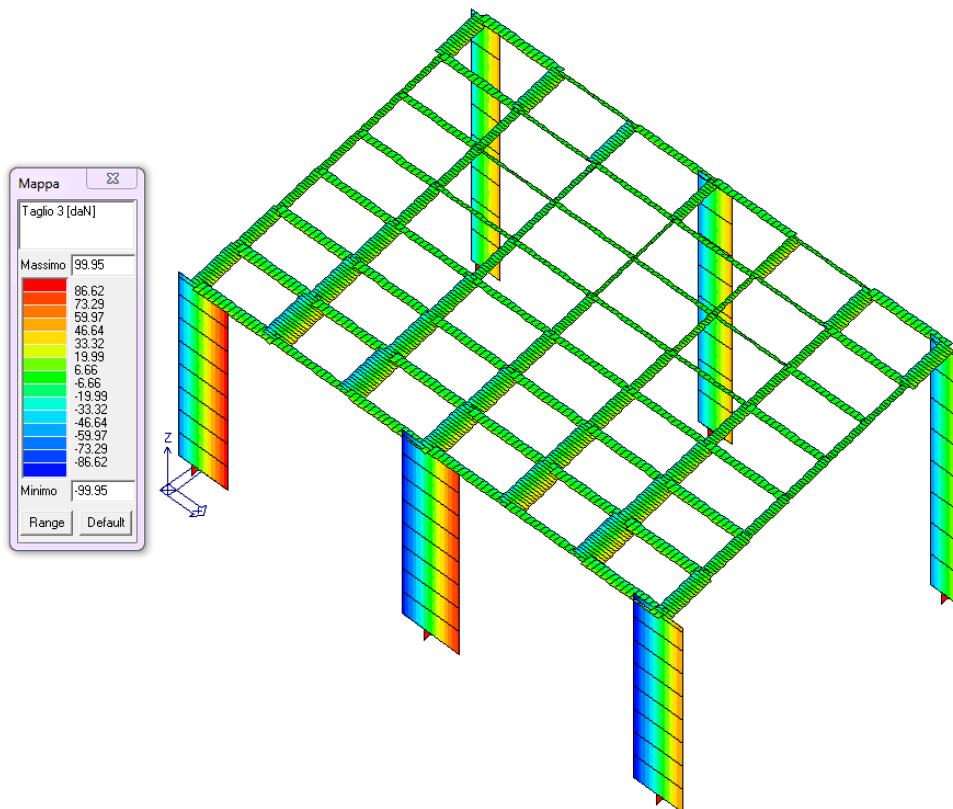 Mappa
Taglio 3 [daN]
Massimo 99.95
86.62
73.29
59.97
46.64
33.32
19.99
6.66
-6.66
-19.99
-33.32
-46.64
-59.97
-73.29
-86.62
Minimo -99.95
Range Default
Z